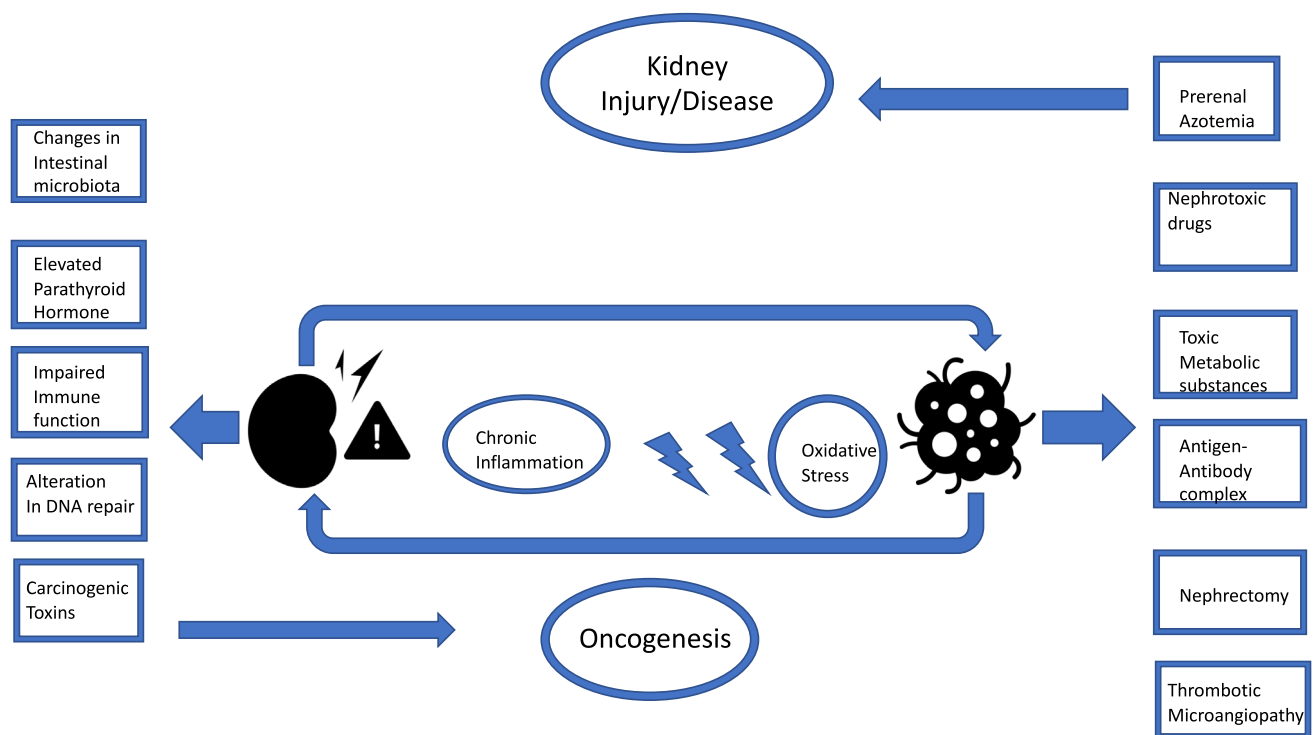 Kidney
Injury/Disease
Prerenal
Azotemia
Changes in
Intestinal
microbiota
Nephrotoxic
drugs
Elevated
Parathyroid
Hormone
Toxic
Metabolic
substances
Impaired
Immune
function
!
Chronic
Inflammation
Oxidative
Stress
Antigen-
Antibody
complex
Alteration
In DNA repair
Carcinogenic
Toxins
Oncogenesis
Nephrectomy
Thrombotic
Microangiopathy